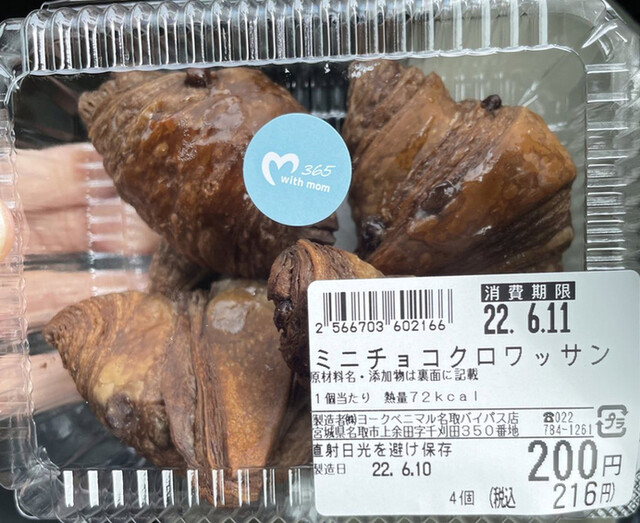 365
with mom
消費期限
22. 6.11
2 566703 602166
ミニチョコクロワッサン
原材料名・添加物は裏面に記載
1個当たり 熱量72kcal
製造者㈱ヨークベニマル名取バイパス店 ☎022
宮城県名取市上余田字千刈田350番地 784-1261
プラ
直射日光を避け保存
製造日 22. 6.10
200円
4個 (税込 216円)